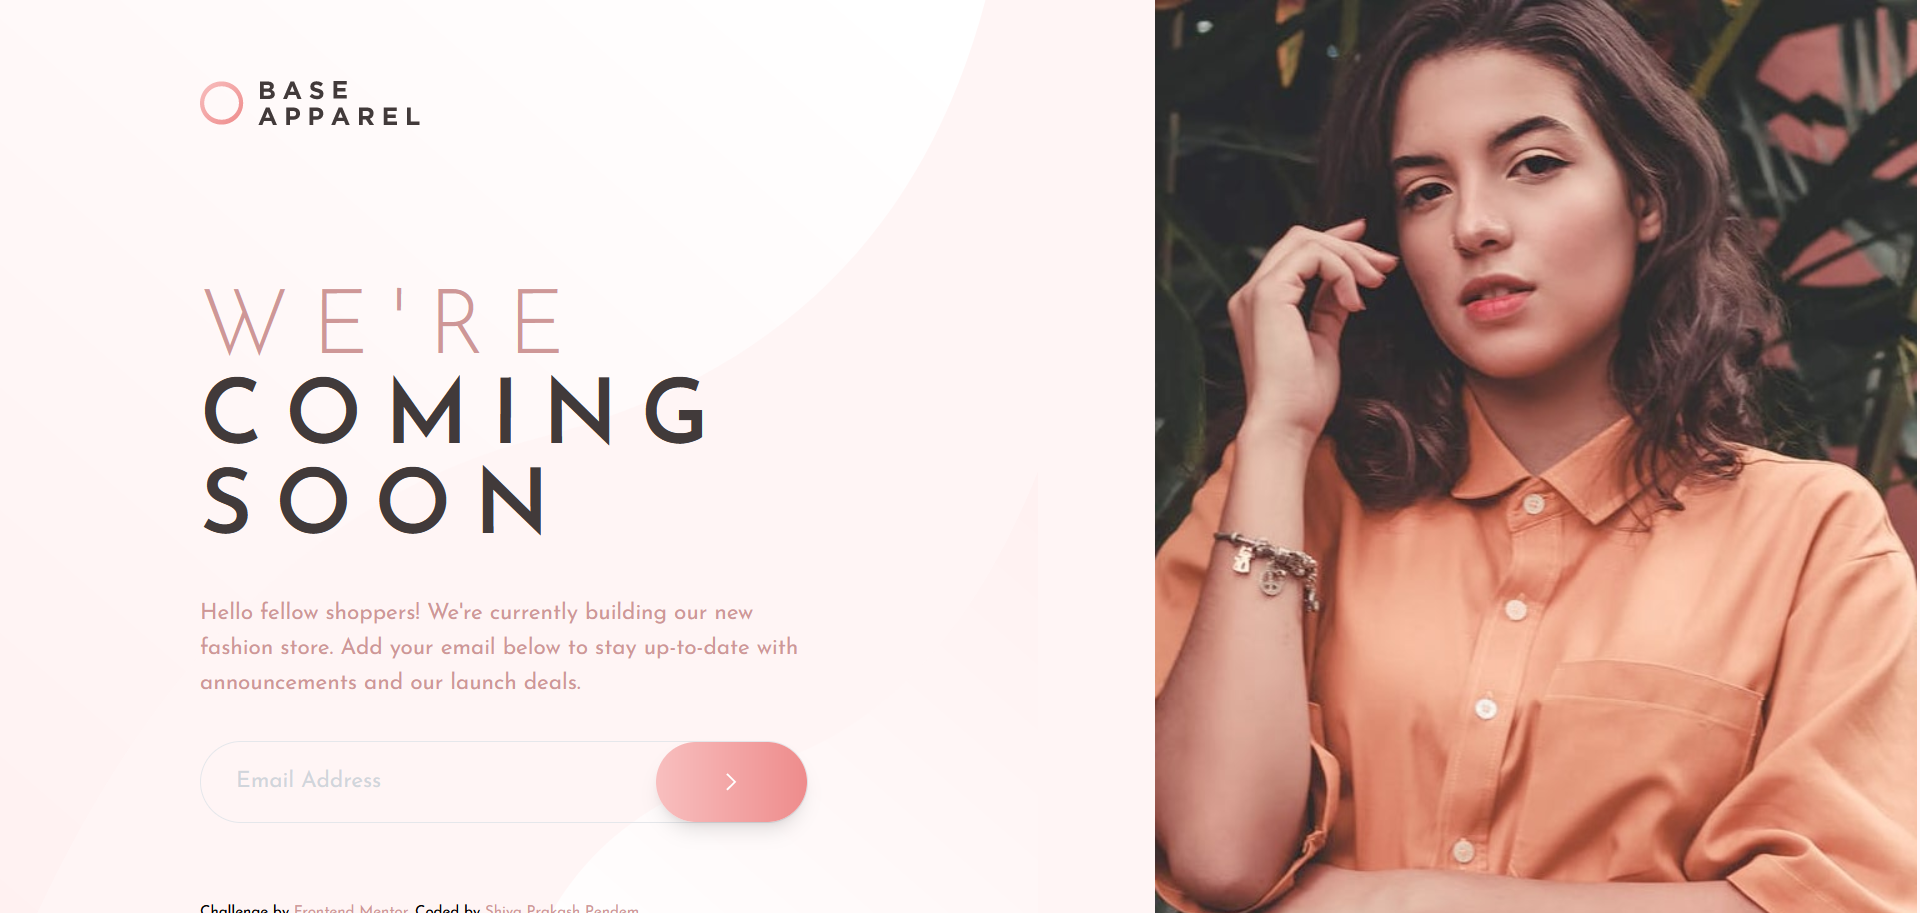 BASE
APPAREL
WE'RE
COMING
SOON
Hello fellow shoppers! We're currently building our new
fashion store. Add your email below to stay up-to-date with
announcements and our launch deals.
Email Address
Challenge by Frontend Mentor. Coded by Shiva Prakash Pendem